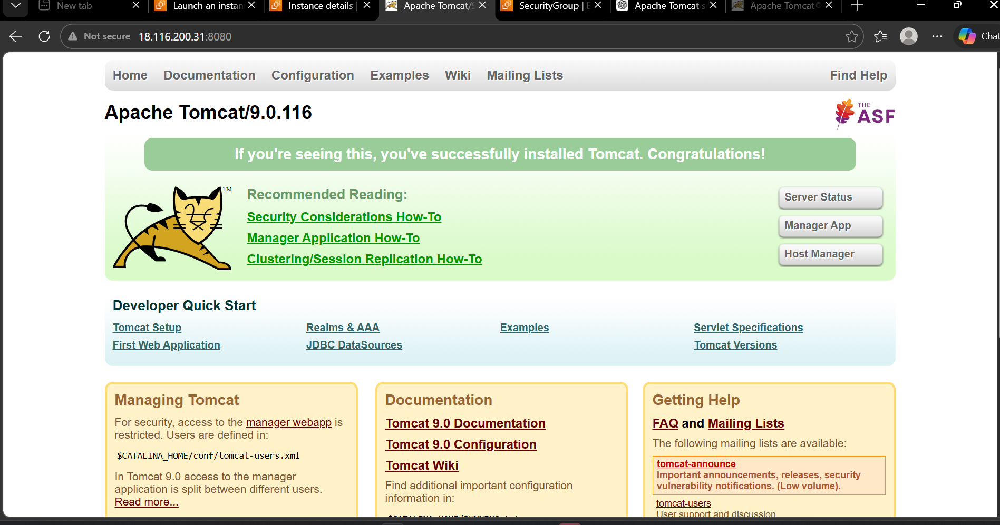 New tab
Launch an instan
Instance details |
Apache Tomcat/9
SecurityGroup | E
Apache Tomcat s
Apache Tomcat®
Not secure 18.116.200.31:8080
Chat
Home Documentation Configuration Examples Wiki Mailing Lists Find Help
Apache Tomcat/9.0.116
THE
ASF
If you're seeing this, you've successfully installed Tomcat. Congratulations!
TM
Recommended Reading:
Security Considerations How-To
Manager Application How-To
Clustering/Session Replication How-To
Server Status
Manager App
Host Manager
Developer Quick Start
Tomcat Setup
First Web Application
Realms & AAA
JDBC DataSources
Examples
Servlet Specifications
Tomcat Versions
Managing Tomcat
For security, access to the manager webapp is
restricted. Users are defined in:
$CATALINA_HOME/conf/tomcat-users.xml
In Tomcat 9.0 access to the manager
application is split between different users.
Read more...
Documentation
Tomcat 9.0 Documentation
Tomcat 9.0 Configuration
Tomcat Wiki
Find additional important configuration
information in:
Getting Help
FAQ and Mailing Lists
The following mailing lists are available:
tomcat-announce
Important announcements, releases, security
vulnerability notifications. (Low volume).
tomcat-users
User support and discussion